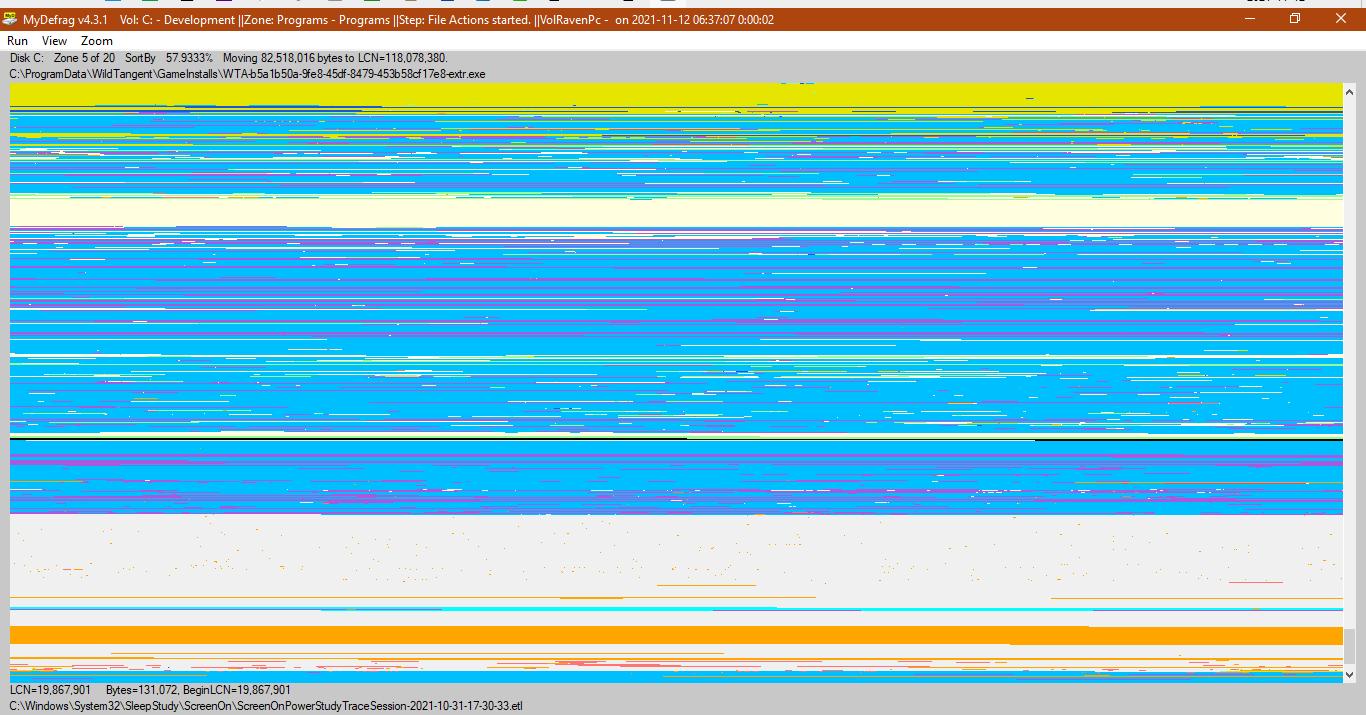 MyDefrag v4.3.1 Vol: C: - Development ||Zone: Programs - Programs ||Step: File Actions started. ||VolRavenPc - on 2021-11-12 06:37:07 0:00:02
Run View Zoom
Disk C: Zone 5 of 20 SortBy 57.9333% Moving 82,518,016 bytes to LCN=118,078,380.
C:\ProgramData\WildTangent\GameInstalls\WTA-b5a1b50a-9fe8-45df-8479-453b58cf17e8-extr.exe
LCN=19,867,901 Bytes=131,072, BeginLCN=19,867,901
C:\Windows\System32\SleepStudy\ScreenOn\ScreenOnPowerStudyTraceSession-2021-10-31-17-30-33.etl